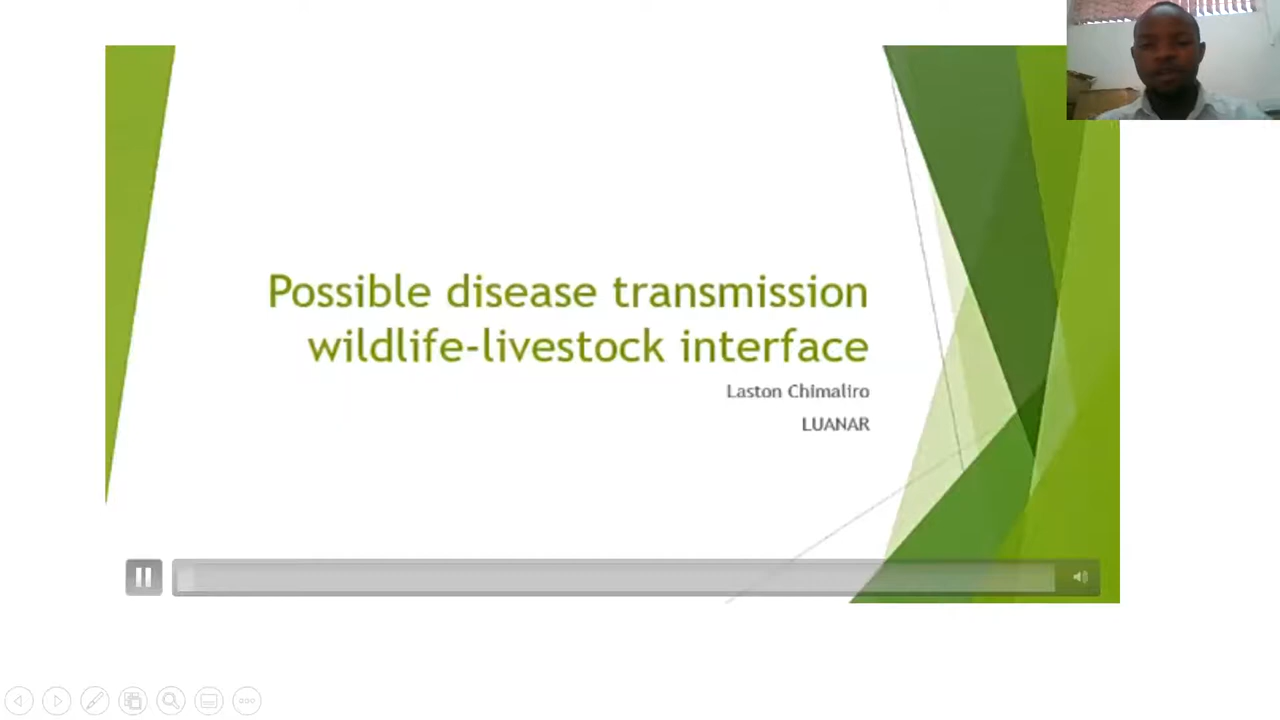 Possible disease transmission
wildlife-livestock interface
Laston Chimaliro
LUANAR